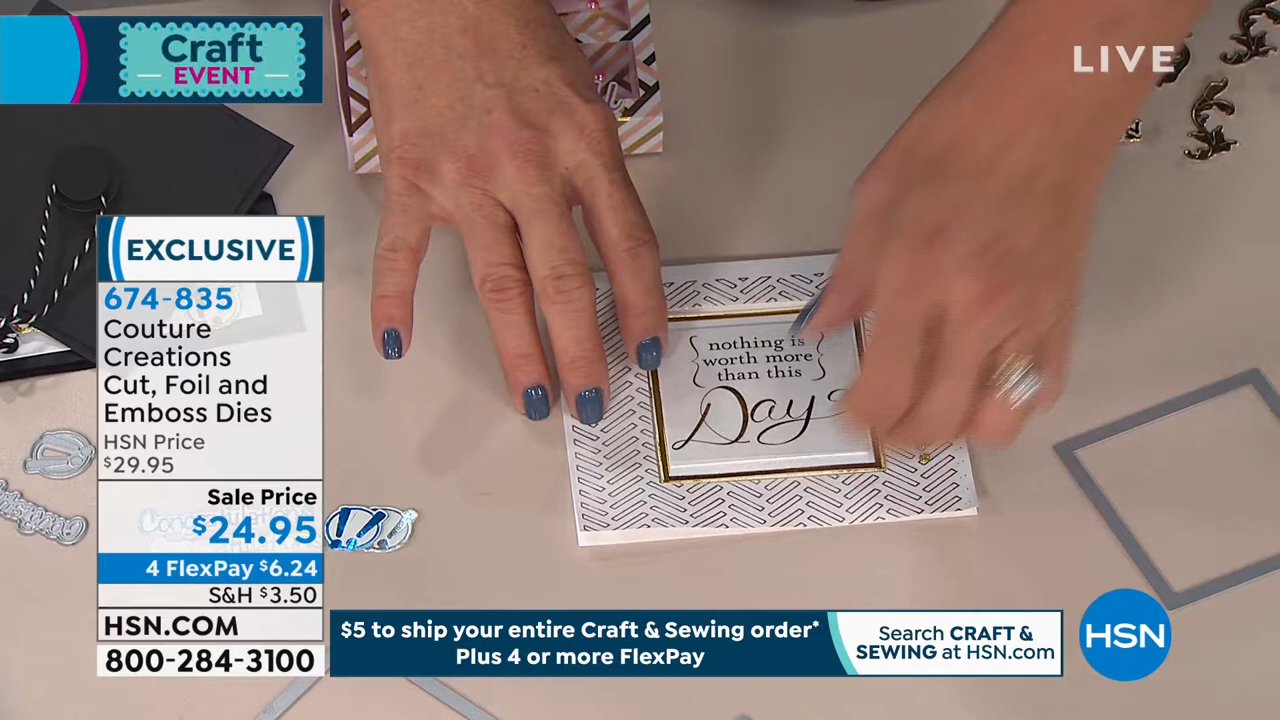 Craft
EVENT
LIVE
EXCLUSIVE
674-835
Couture
Creations
Cut, Foil and
Emboss Dies
HSN Price
$29.95
Sale Price
$24.95
4 FlexPay $6.24
S&H $3.50
HSN.COM
800-284-3100
nothing is
worth more
than this
Day
$5 to ship your entire Craft & Sewing order*
Plus 4 or more FlexPay
Search CRAFT &
SEWING at HSN.com
HSN